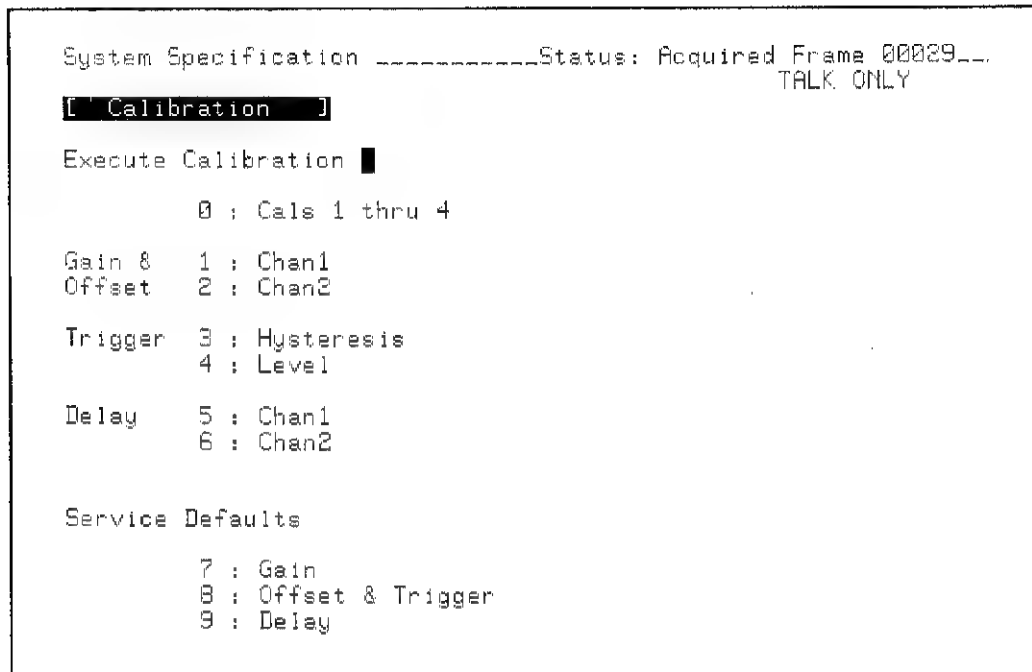 System Specification ___________Status: Acquired Frame 00029__.
TALK ONLY
[ Calibration ]
Execute Calibration
0 : Cals 1 thru 4
Gain & 1 : Chan1
Offset 2 : Chan2
Trigger 3 : Hysteresis
4 : Level
Delay 5 : Chan1
6 : Chan2
Service Defaults
7 : Gain
8 : Offset & Trigger
9 : Delay